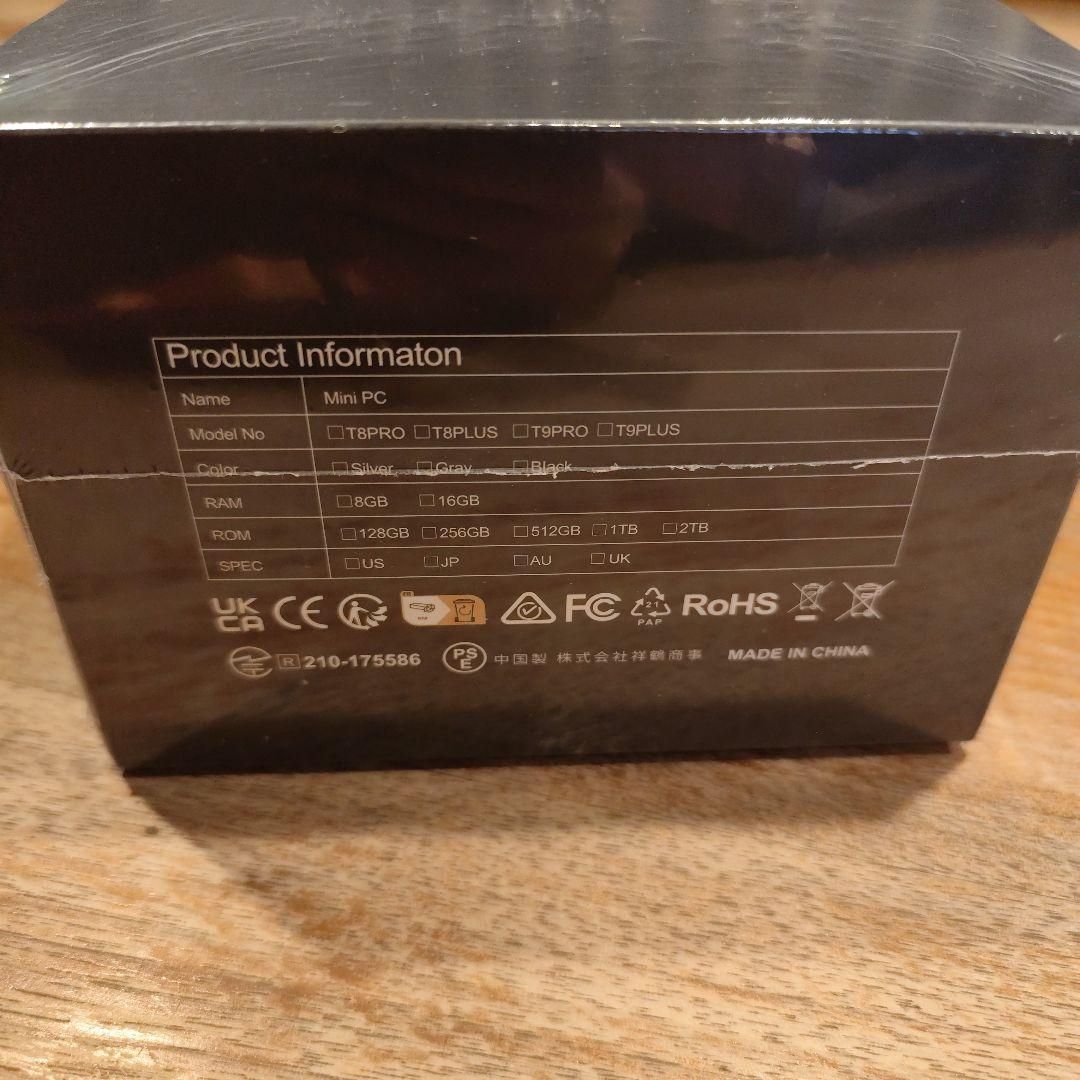 Product Informaton
Name Mini PC
Model No □T8PRO □T8PLUS □T9PRO □T9PLUS
Color □Silver □Gray □Black
RAM □8GB □16GB
ROM □128GB □256GB □512GB □1TB □2TB
SPEC □US □JP □AU □UK
UK CA CE FR FC 21 PAP RoHS
R 210-175586 PSE 中国製 株式会社祥鶴商事 MADE IN CHINA